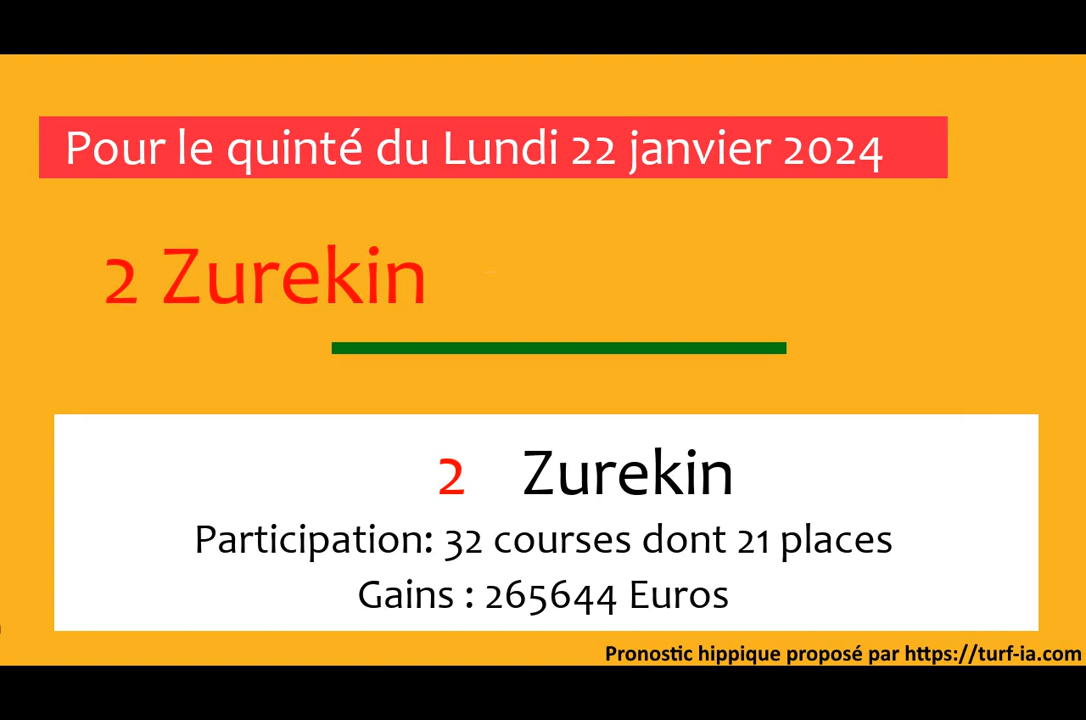 Pour le quinté du Lundi 22 janvier 2024
2 Zurekin
2 Zurekin
Participation: 32 courses dont 21 places
Gains : 265644 Euros
Pronostic hippique proposé par https://turf-ia.com